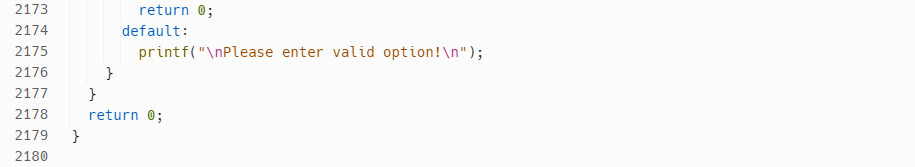 2173 return 0;
2174 default:
2175 printf("\nPlease enter valid option!\n");
2176 }
2177 }
2178 return 0;
2179 }
2180